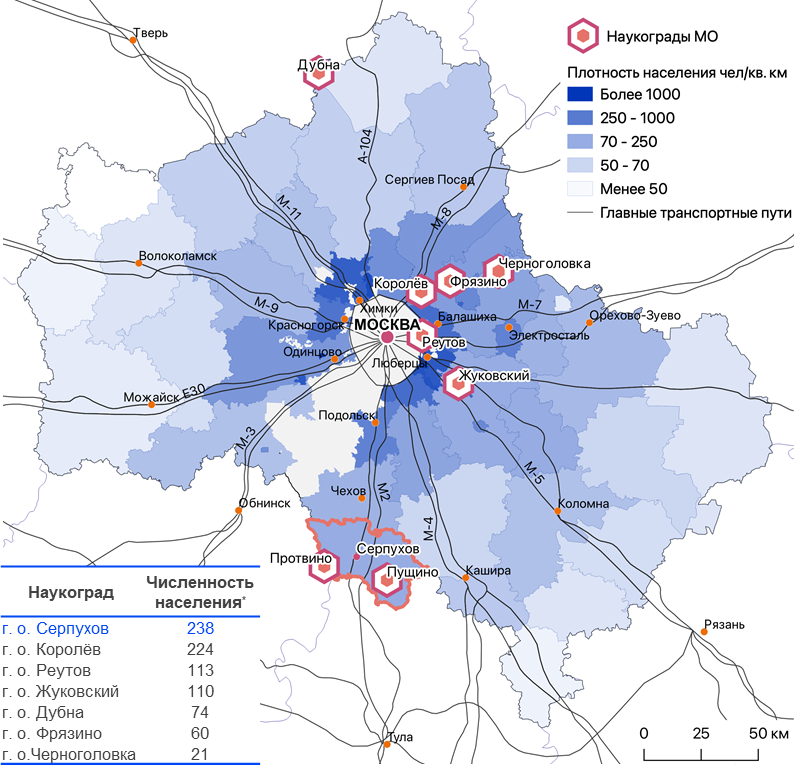 Тверь
Наукограды МО
Дубна
Плотность населения чел/кв. км
Более 1000
250 - 1000
70 - 250
50 - 70
Менее 50
Главные транспортные пути
А-104
Сергиев Посад
М-11
М-8
Волоколамск
Черноголовка
Королёв
Фрязино
М-9
Химки
М-7
Балашиха
Орехово-Зуево
Красногорск
МОСКВА
Электросталь
Реутов
Одинцово
Люберцы
Жуковский
Можайск
Е30
Подольск
М-3
М-5
Чехов
М2
Обнинск
Коломна
М-4
Серпухов
Протвино
Пущино
Кашира
Рязань
Тула
0 25 50 км
Наукоград Численность
населения*
г. о. Серпухов 238
г. о. Королёв 224
г. о. Реутов 113
г. о. Жуковский 110
г. о. Дубна 74
г. о. Фрязино 60
г. о.Черноголовка 21